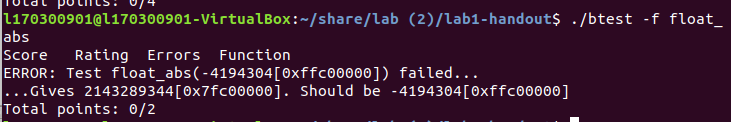 Total points: 0/4
l170300901@l170300901-VirtualBox:~/share/lab (2)/lab1-handout$ ./btest -f float_
abs
Score Rating Errors Function
ERROR: Test float_abs(-4194304[0xffc00000]) failed...
...Gives 2143289344[0x7fc00000]. Should be -4194304[0xffc00000]
Total points: 0/2